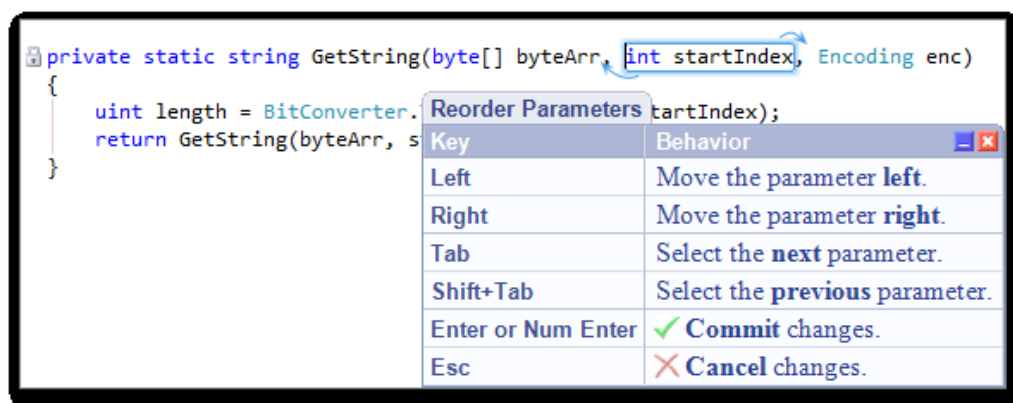 private static string GetString(byte[] byteArr, int startIndex, Encoding enc)
{
uint length = BitConverter. tartIndex);
return GetString(byteArr, s
}
Reorder Parameters
Key Behavior
Left Move the parameter left.
Right Move the parameter right.
Tab Select the next parameter.
Shift+Tab Select the previous parameter.
Enter or Num Enter Commit changes.
Esc Cancel changes.